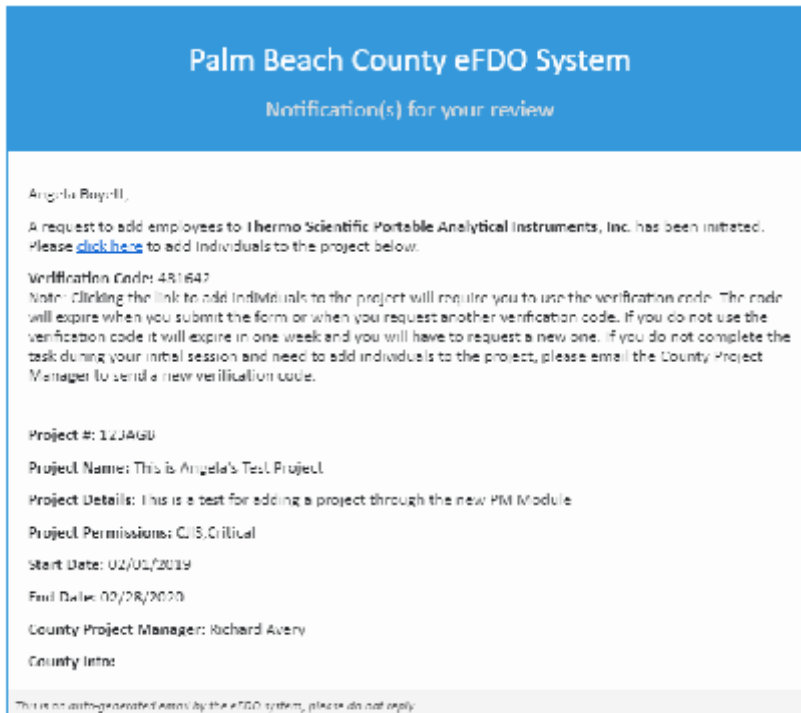 Palm Beach County eFDO System
Notification(s) for your review
Angela Boyett,
A request to add employees to Thermo Scientific Portable Analytical Instruments, Inc. has been initiated.
Please click here to add individuals to the project below.
Verification Code: 481642
Note: Clicking the link to add individuals to the project will require you to use the verification code. The code
will expire when you submit the form or when you request another verification code. If you do not use the
verification code it will expire in one week and you will have to request a new one. If you do not complete the
task during your initial session and need to add individuals to the project, please email the County Project
Manager to send a new verification code.
Project #: 123AGB
Project Name: This is Angela's Test Project
Project Details: This is a test for adding a project through the new PM Module
Project Permissions: CJIS,Critical
Start Date: 02/01/2019
End Date: 02/28/2020
County Project Manager: Richard Avery
County Info:
This is an auto-generated email by the eFDO system, please do not reply